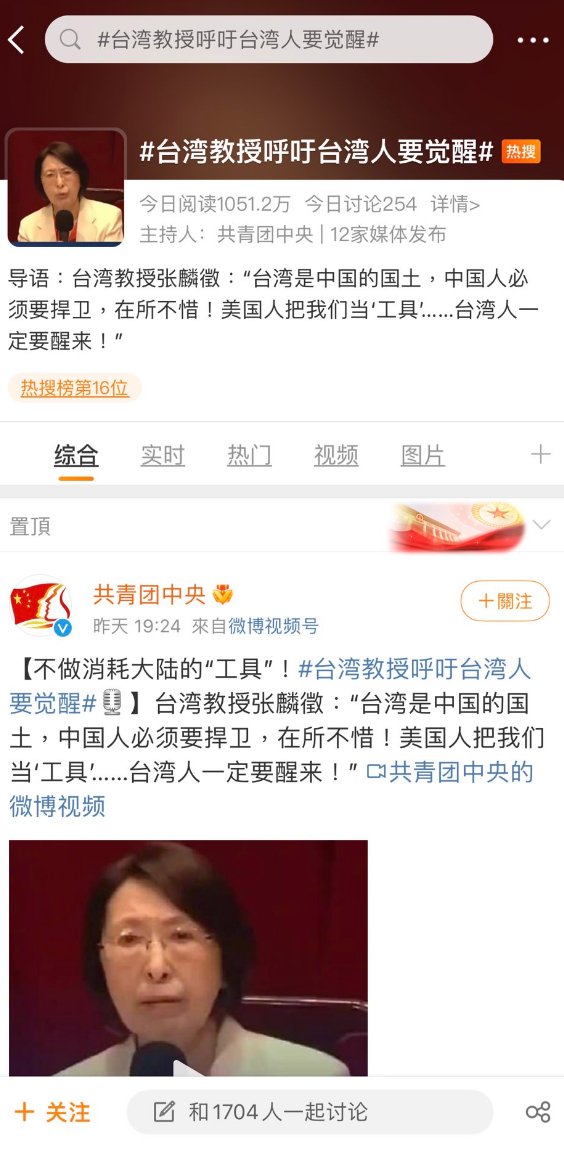 #台湾教授呼吁台湾人要觉醒#
#台湾教授呼吁台湾人要觉醒# 热搜
今日阅读1051.2万 今日讨论254 详情>
主持人：共青团中央 | 12家媒体发布
导语：台湾教授张麟徵：“台湾是中国的国土，中国人必
须要捍卫，在所不惜！美国人把我们当‘工具’……台湾人一
定要醒来！”
热搜榜第16位
综合 实时 热门 视频 图片
置頂
共青团中央
+關注
昨天 19:24 來自微博视频号
【不做消耗大陆的“工具”！#台湾教授呼吁台湾人
要觉醒#🎙️】台湾教授张麟徵：“台湾是中国的国
土，中国人必须要捍卫，在所不惜！美国人把我们
当‘工具’……台湾人一定要醒来！” 共青团中央的
微博视频
+ 关注
和1704人一起讨论